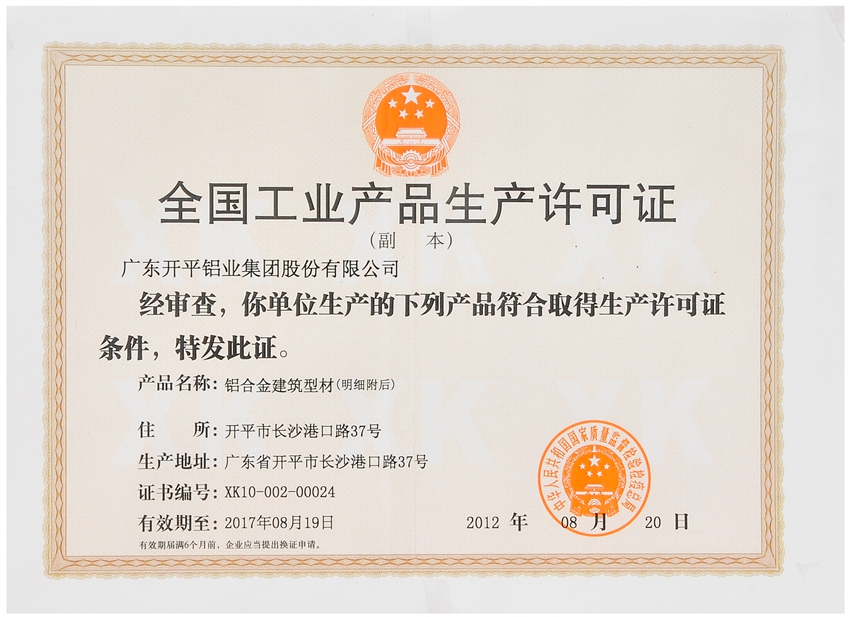 全国工业产品生产许可证
(副 本)
广东开平铝业集团股份有限公司
经审查，你单位生产的下列产品符合取得生产许可证
条件，特发此证。
产品名称：铝合金建筑型材(明细附后)
住 所：开平市长沙港口路37号
生产地址：广东省开平市长沙港口路37号
证书编号：XK10-002-00024
有效期至：2017年08月19日
2012 年 08 月 20 日
有效期届满6个月前，企业应当提出换证申请。
中华人民共和国国家质量监督检验检疫总局